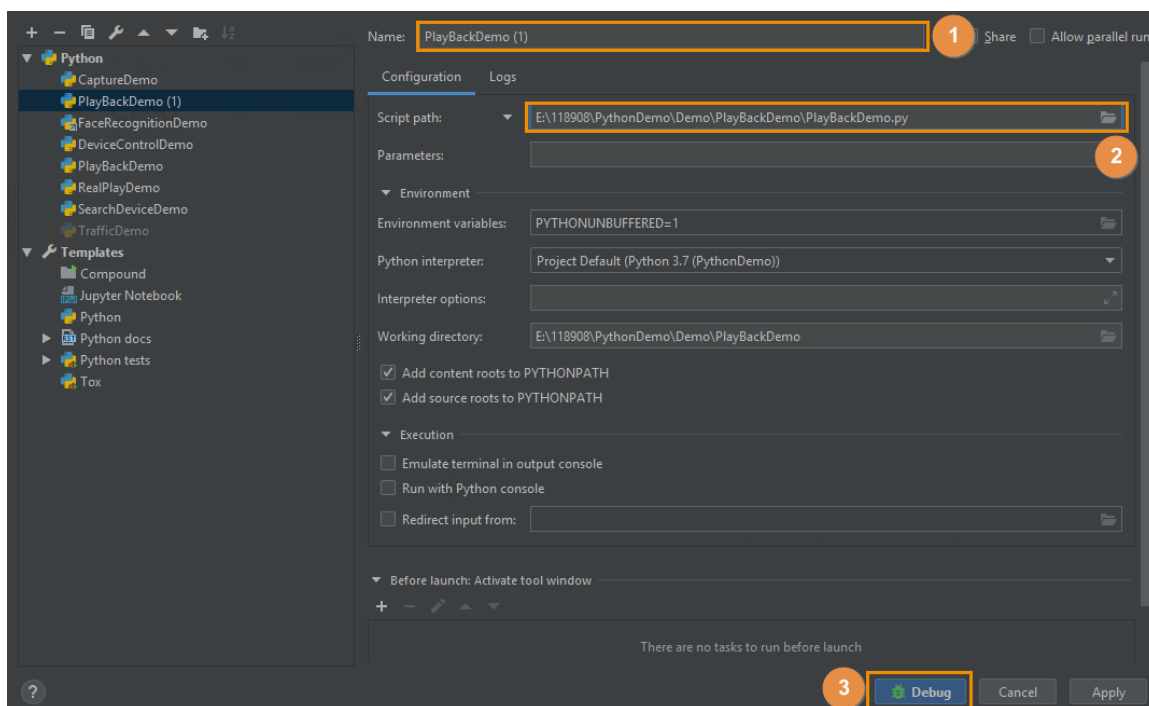 Name: PlayBackDemo (1) 1 Share Allow parallel run
Python
CaptureDemo
PlayBackDemo (1)
FaceRecognitionDemo
DeviceControlDemo
PlayBackDemo
RealPlayDemo
SearchDeviceDemo
TrafficDemo
Templates
Compound
Jupyter Notebook
Python
Python docs
Python tests
Tox
Configuration Logs
Script path: E:\118908\PythonDemo\Demo\PlayBackDemo\PlayBackDemo.py
Parameters: 2
Environment
Environment variables: PYTHONUNBUFFERED=1
Python interpreter: Project Default (Python 3.7 (PythonDemo))
Interpreter options:
Working directory: E:\118908\PythonDemo\Demo\PlayBackDemo
Add content roots to PYTHONPATH
Add source roots to PYTHONPATH
Execution
Emulate terminal in output console
Run with Python console
Redirect input from:
Before launch: Activate tool window
There are no tasks to run before launch
? 3 Debug Cancel Apply